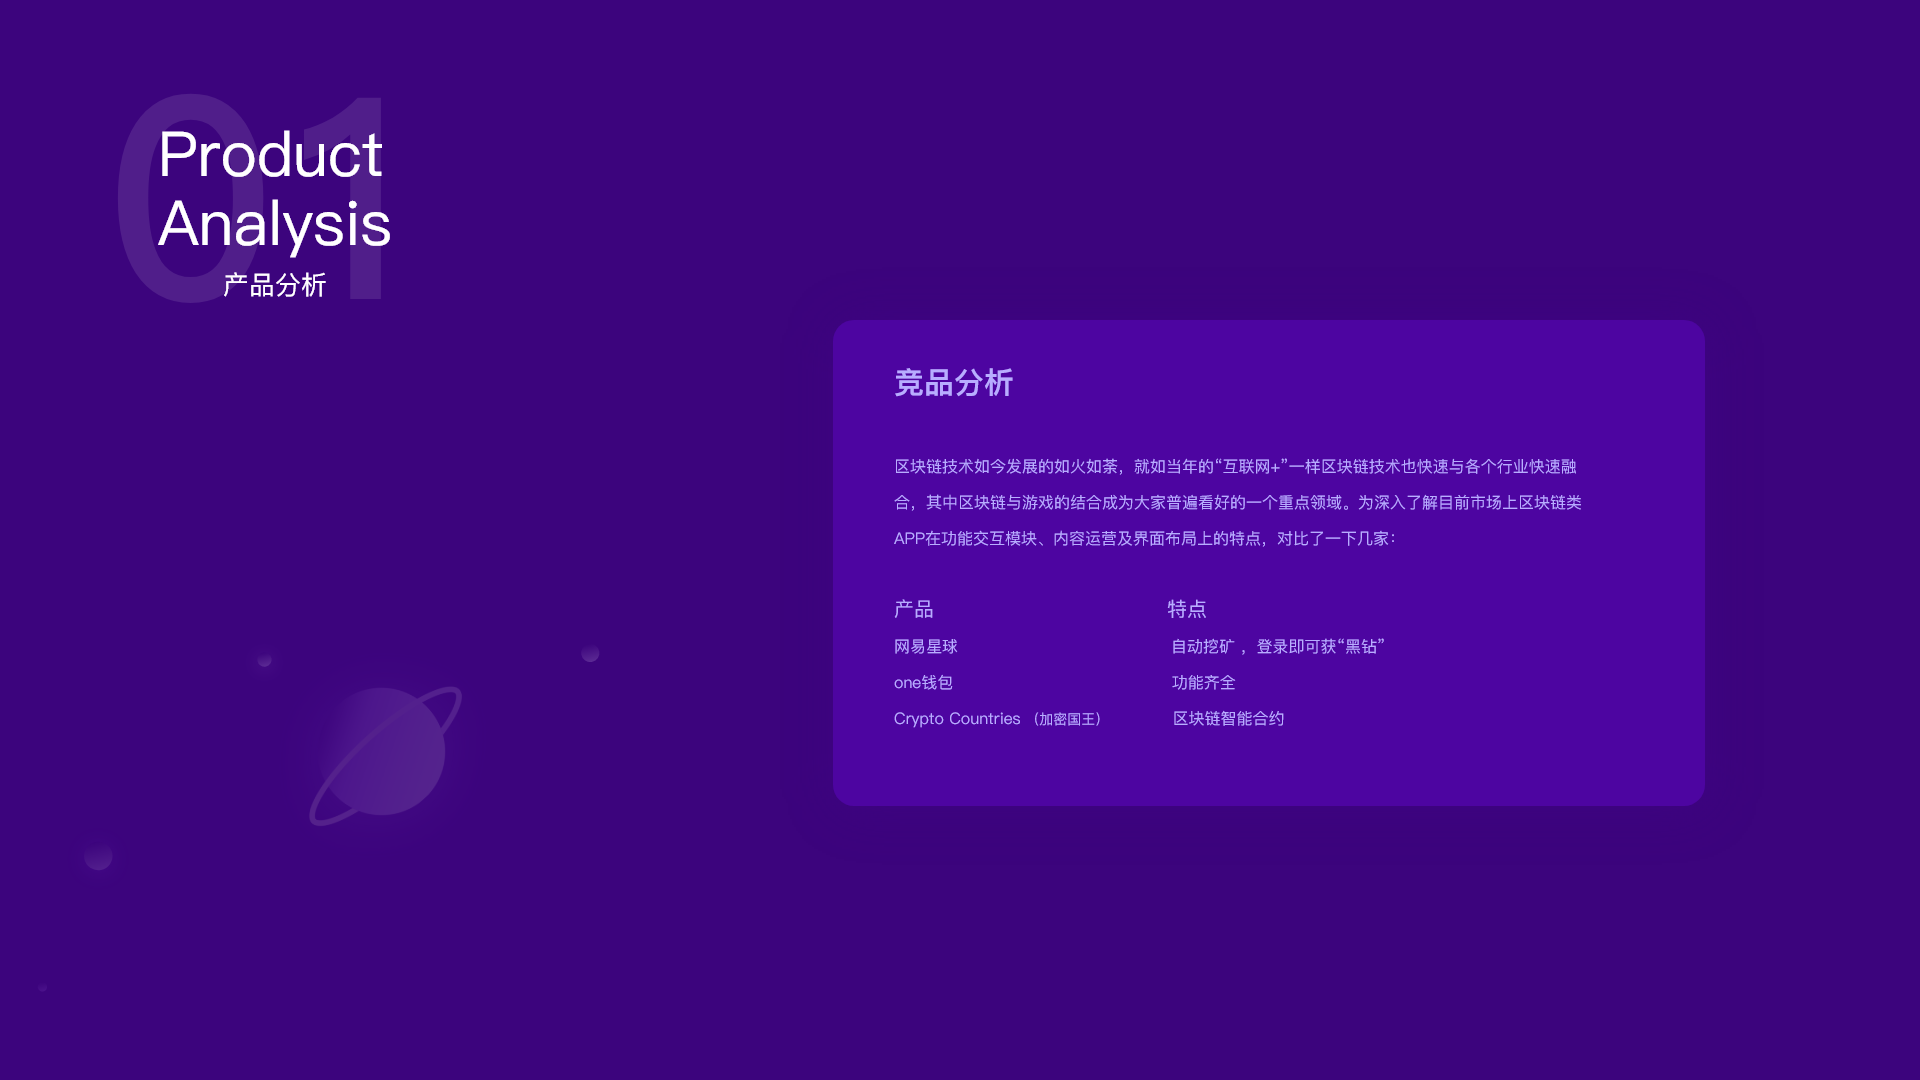 01
Product
Analysis
产品分析
竞品分析
区块链技术如今发展的如火如荼，就如当年的“互联网+”一样区块链技术也快速与各个行业快速融
合，其中区块链与游戏的结合成为大家普遍看好的一个重点领域。为深入了解目前市场上区块链类
APP在功能交互模块、内容运营及界面布局上的特点，对比了一下几家：
产品 特点
网易星球 自动挖矿 ，登录即可获“黑钻”
one钱包 功能齐全
Crypto Countries （加密国王） 区块链智能合约